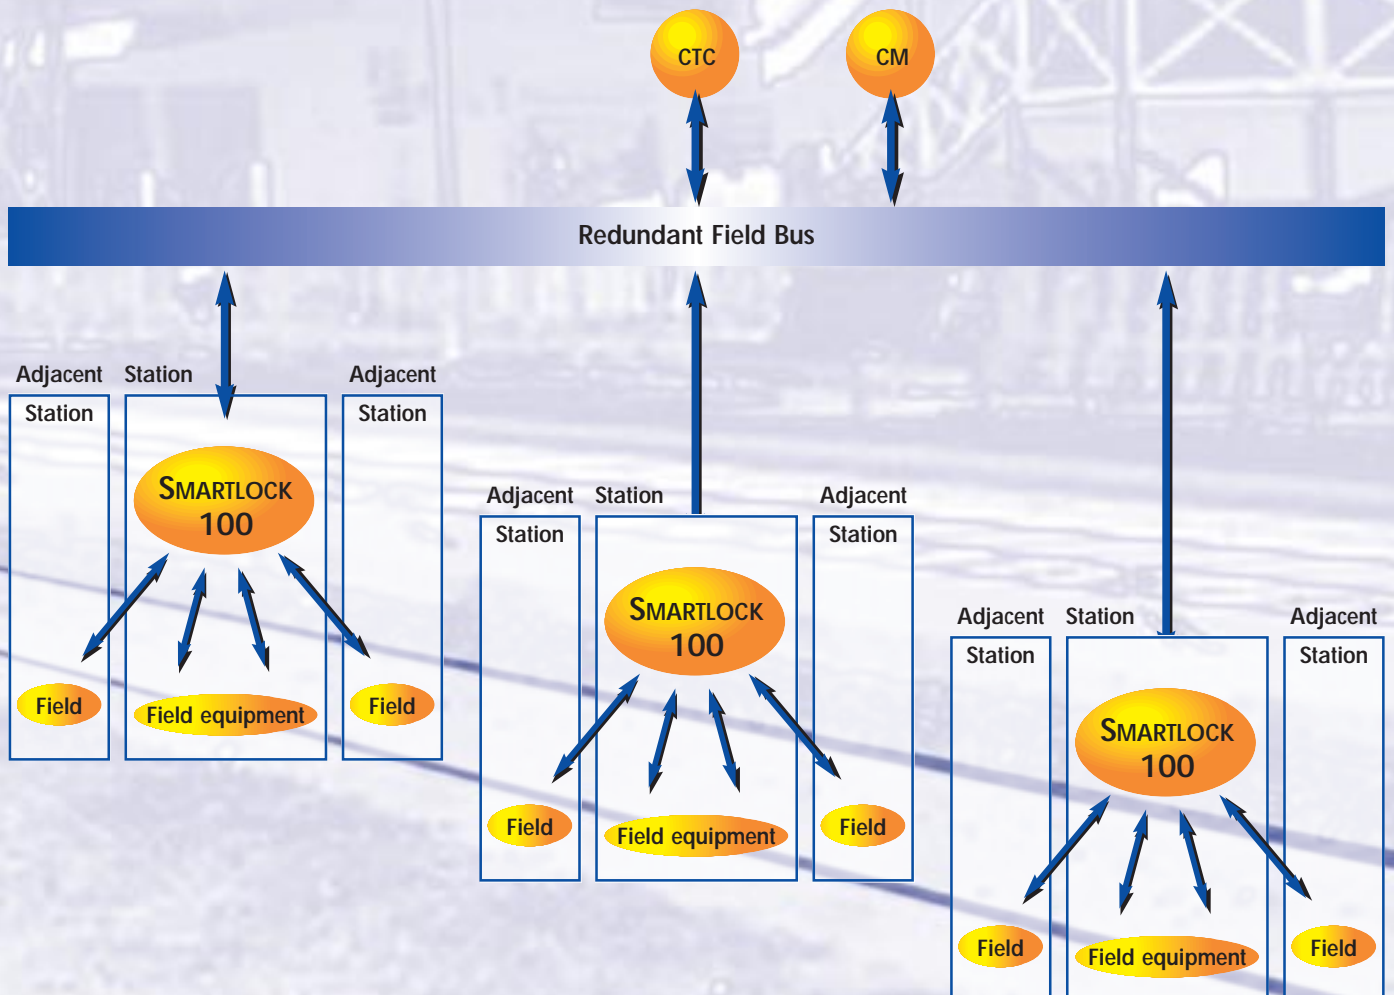 CTC
CM
Redundant Field Bus
Adjacent
Station
Station
Adjacent
Station
SMARTLOCK
100
Field
Field equipment
Field
Adjacent
Station
Station
Adjacent
Station
SMARTLOCK
100
Field
Field equipment
Field
Adjacent
Station
Station
Adjacent
Station
SMARTLOCK
100
Field
Field equipment
Field